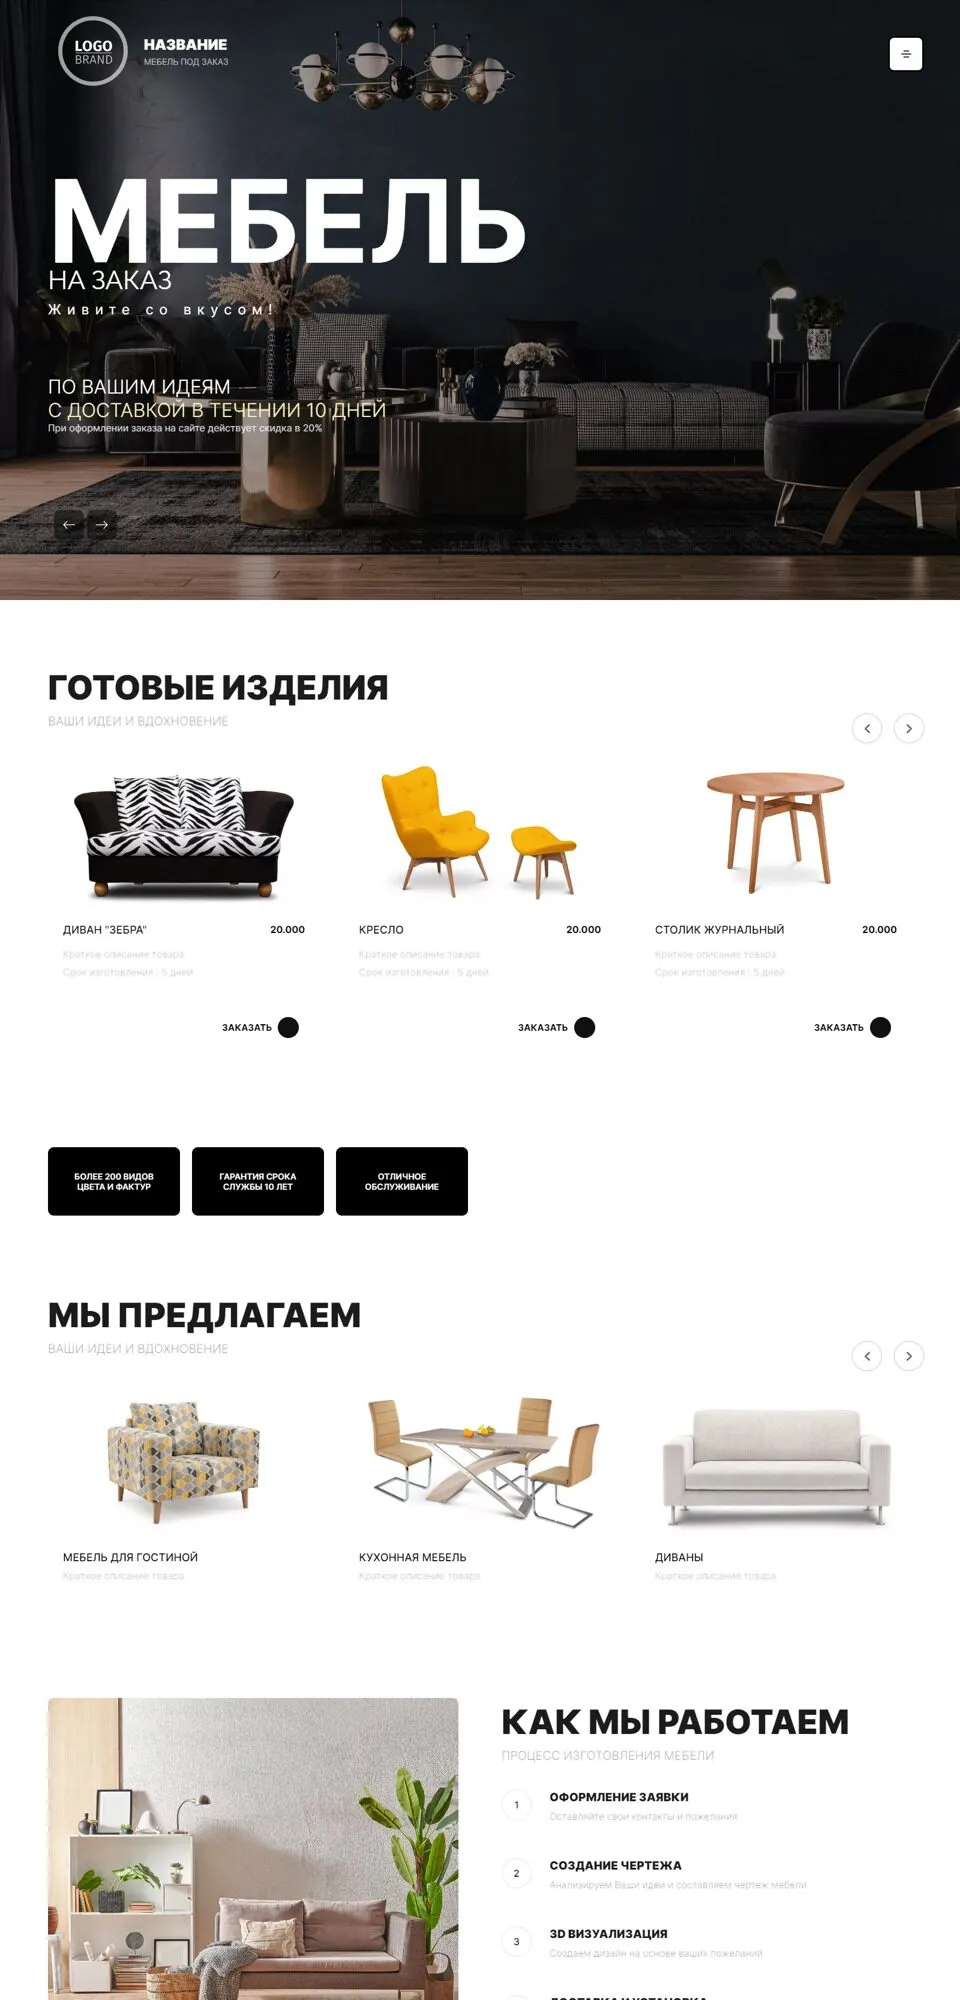 LOGO
BRAND
НАЗВАНИЕ
МЕБЕЛЬ ПОД ЗАКАЗ
МЕБЕЛЬ
НА ЗАКАЗ
Живите со вкусом!
ПО ВАШИМ ИДЕЯМ
С ДОСТАВКОЙ В ТЕЧЕНИИ 10 ДНЕЙ
При оформлении заказа на сайте действует скидка в 20%
ГОТОВЫЕ ИЗДЕЛИЯ
ВАШИ ИДЕИ И ВДОХНОВЕНИЕ
ДИВАН "ЗЕБРА" 20.000
Краткое описание товара
Срок изготовления : 5 дней
ЗАКАЗАТЬ
КРЕСЛО 20.000
Краткое описание товара
Срок изготовления : 5 дней
ЗАКАЗАТЬ
СТОЛИК ЖУРНАЛЬНЫЙ 20.000
Краткое описание товара
Срок изготовления : 5 дней
ЗАКАЗАТЬ
БОЛЕЕ 200 ВИДОВ
ЦВЕТА И ФАКТУР
ГАРАНТИЯ СРОКА
СЛУЖБЫ 10 ЛЕТ
ОТЛИЧНОЕ
ОБСЛУЖИВАНИЕ
МЫ ПРЕДЛАГАЕМ
ВАШИ ИДЕИ И ВДОХНОВЕНИЕ
МЕБЕЛЬ ДЛЯ ГОСТИНОЙ
Краткое описание товара
КУХОННАЯ МЕБЕЛЬ
Краткое описание товара
ДИВАНЫ
Краткое описание товара
КАК МЫ РАБОТАЕМ
ПРОЦЕСС ИЗГОТОВЛЕНИЯ МЕБЕЛИ
1
ОФОРМЛЕНИЕ ЗАЯВКИ
Оставляйте свои контакты и пожелания
2
СОЗДАНИЕ ЧЕРТЕЖА
Анализируем Ваши идеи и составляем чертеж мебели
3
3D ВИЗУАЛИЗАЦИЯ
Создаем дизайн на основе ваших пожеланий